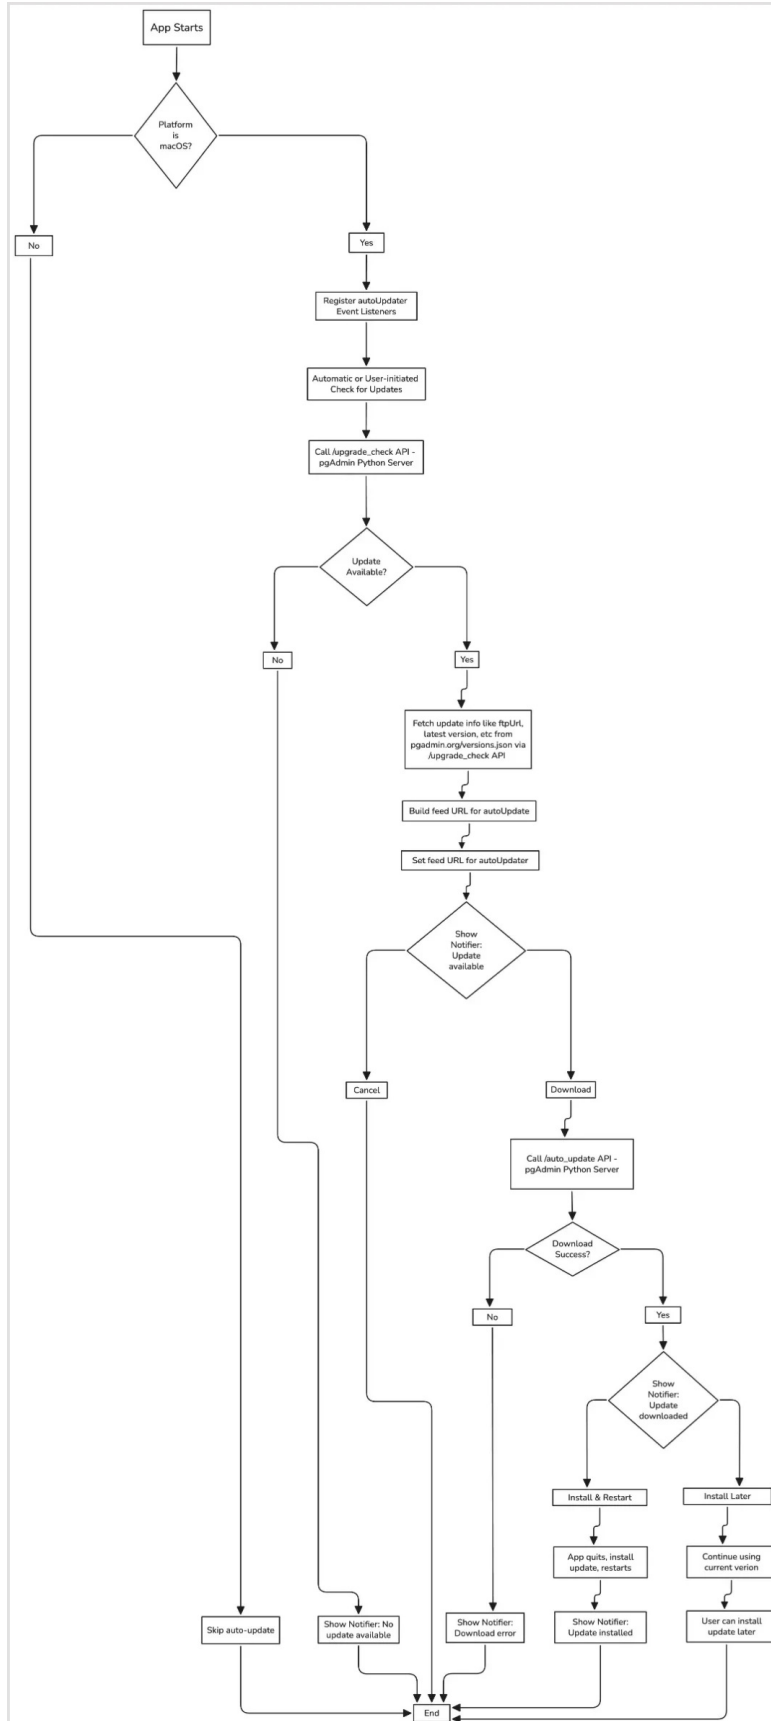 App Starts
Platform
is
macOS?
No
Yes
Register autoUpdater
Event Listeners
Automatic or User-initiated
Check for Updates
Call /upgrade_check API -
pgAdmin Python Server
Update
Available?
No
Yes
Fetch update info like ftpUrl,
latest version, etc from
pgadmin.org/versions.json via
/upgrade_check API
Build feed URL for autoUpdate
Set feed URL for autoUpdater
Show
Notifier:
Update
available
Cancel
Download
Call /auto_update API -
pgAdmin Python Server
Download
Success?
No
Yes
Show
Notifier:
Update
downloaded
Install & Restart
Install Later
App quits, install
update, restarts
Continue using
current verion
Skip auto-update
Show Notifier: No
update available
Show Notifier:
Download error
Show Notifier:
Update installed
User can install
update later
End